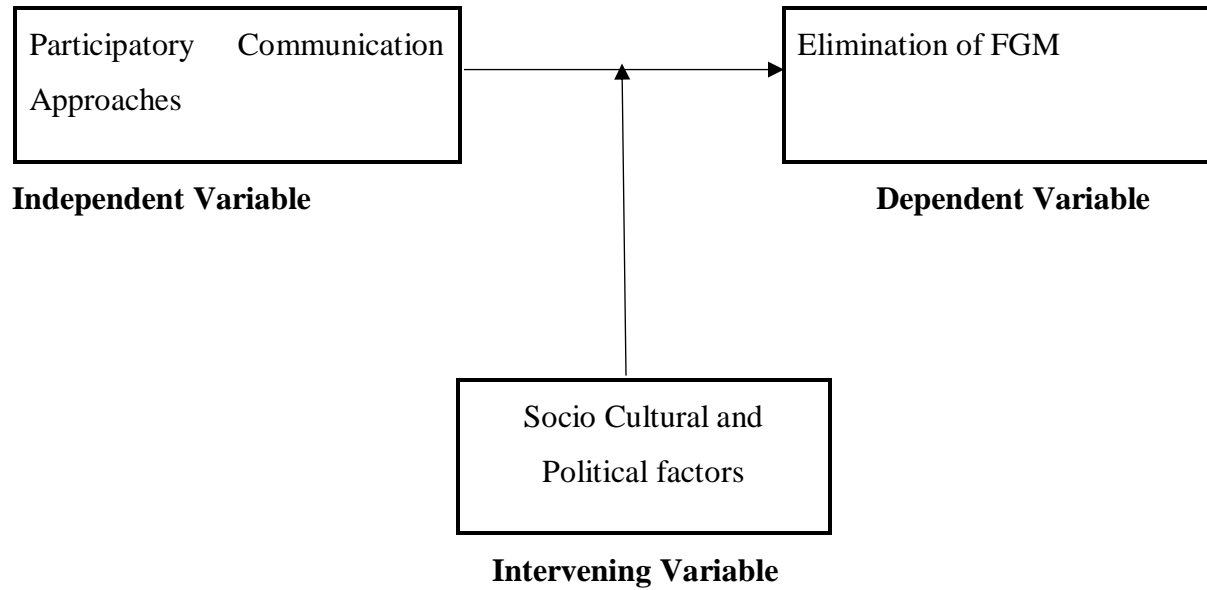 Participatory Communication
Approaches
Elimination of FGM
Independent Variable
Dependent Variable
Socio Cultural and
Political factors
Intervening Variable